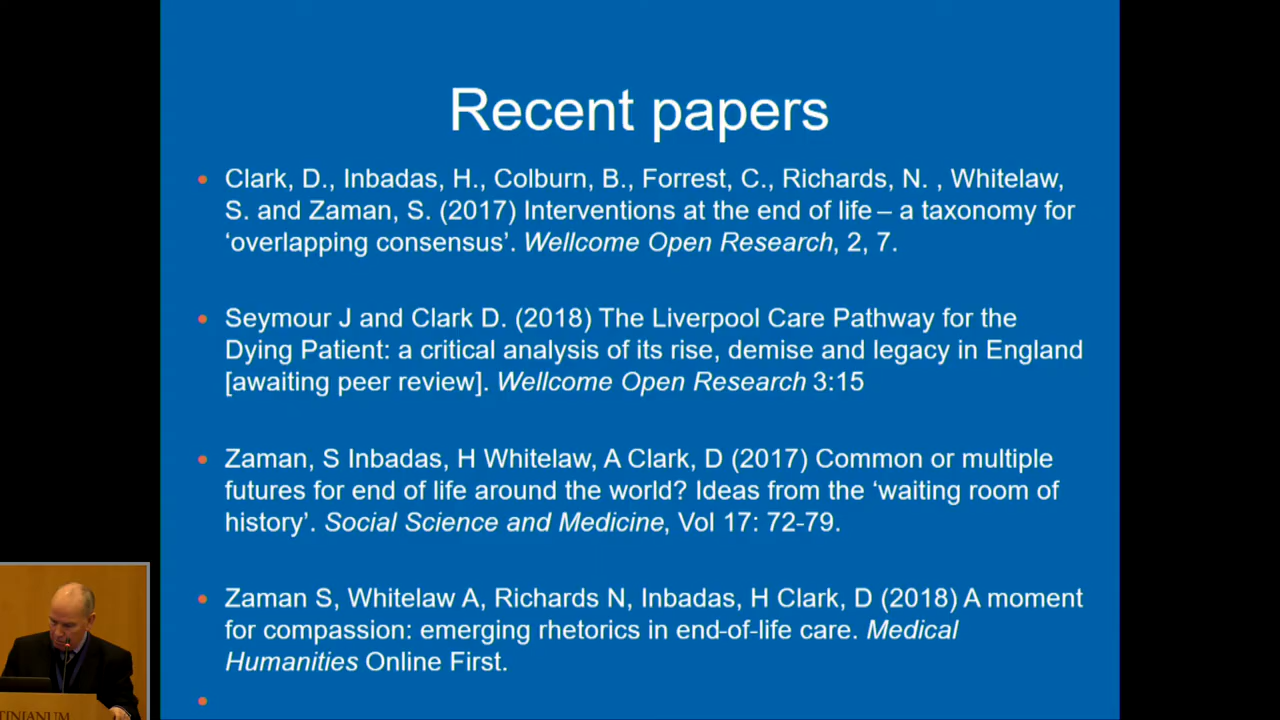 Recent papers
Clark, D., Inbadas, H., Colburn, B., Forrest, C., Richards, N. , Whitelaw,
S. and Zaman, S. (2017) Interventions at the end of life – a taxonomy for
‘overlapping consensus’. Wellcome Open Research, 2, 7.
Seymour J and Clark D. (2018) The Liverpool Care Pathway for the
Dying Patient: a critical analysis of its rise, demise and legacy in England
[awaiting peer review]. Wellcome Open Research 3:15
Zaman, S Inbadas, H Whitelaw, A Clark, D (2017) Common or multiple
futures for end of life around the world? Ideas from the ‘waiting room of
history’. Social Science and Medicine, Vol 17: 72-79.
Zaman S, Whitelaw A, Richards N, Inbadas, H Clark, D (2018) A moment
for compassion: emerging rhetorics in end-of-life care. Medical
Humanities Online First.
TINIANUM